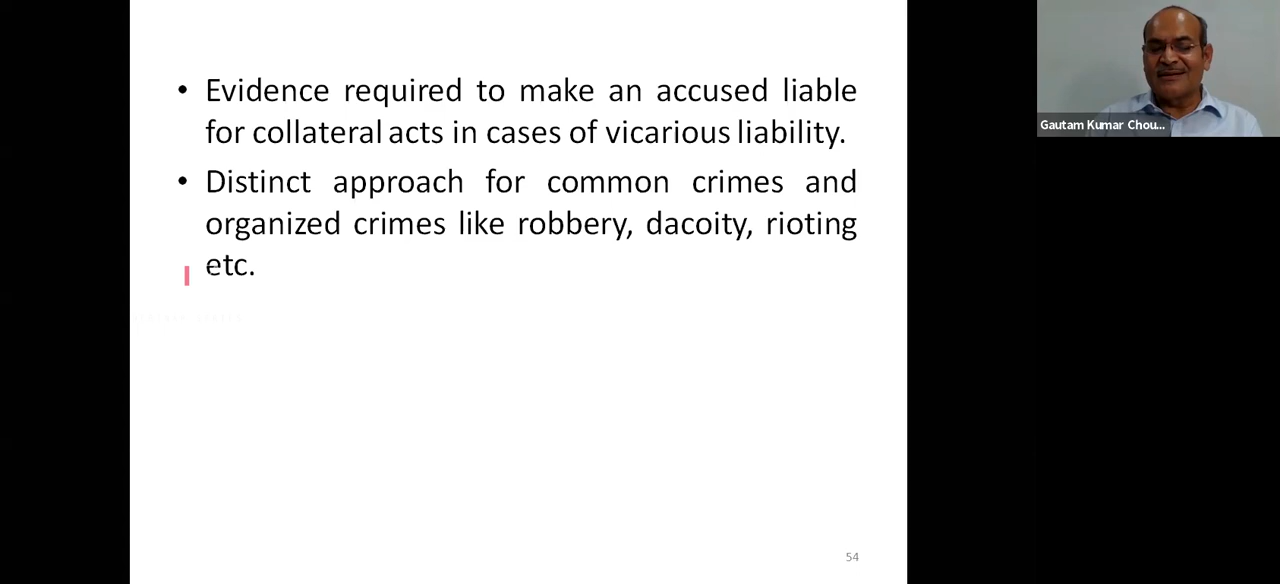 • Evidence required to make an accused liable
for collateral acts in cases of vicarious liability.
• Distinct approach for common crimes and
organized crimes like robbery, dacoity, rioting
etc.
54
Gautam Kumar Chou...